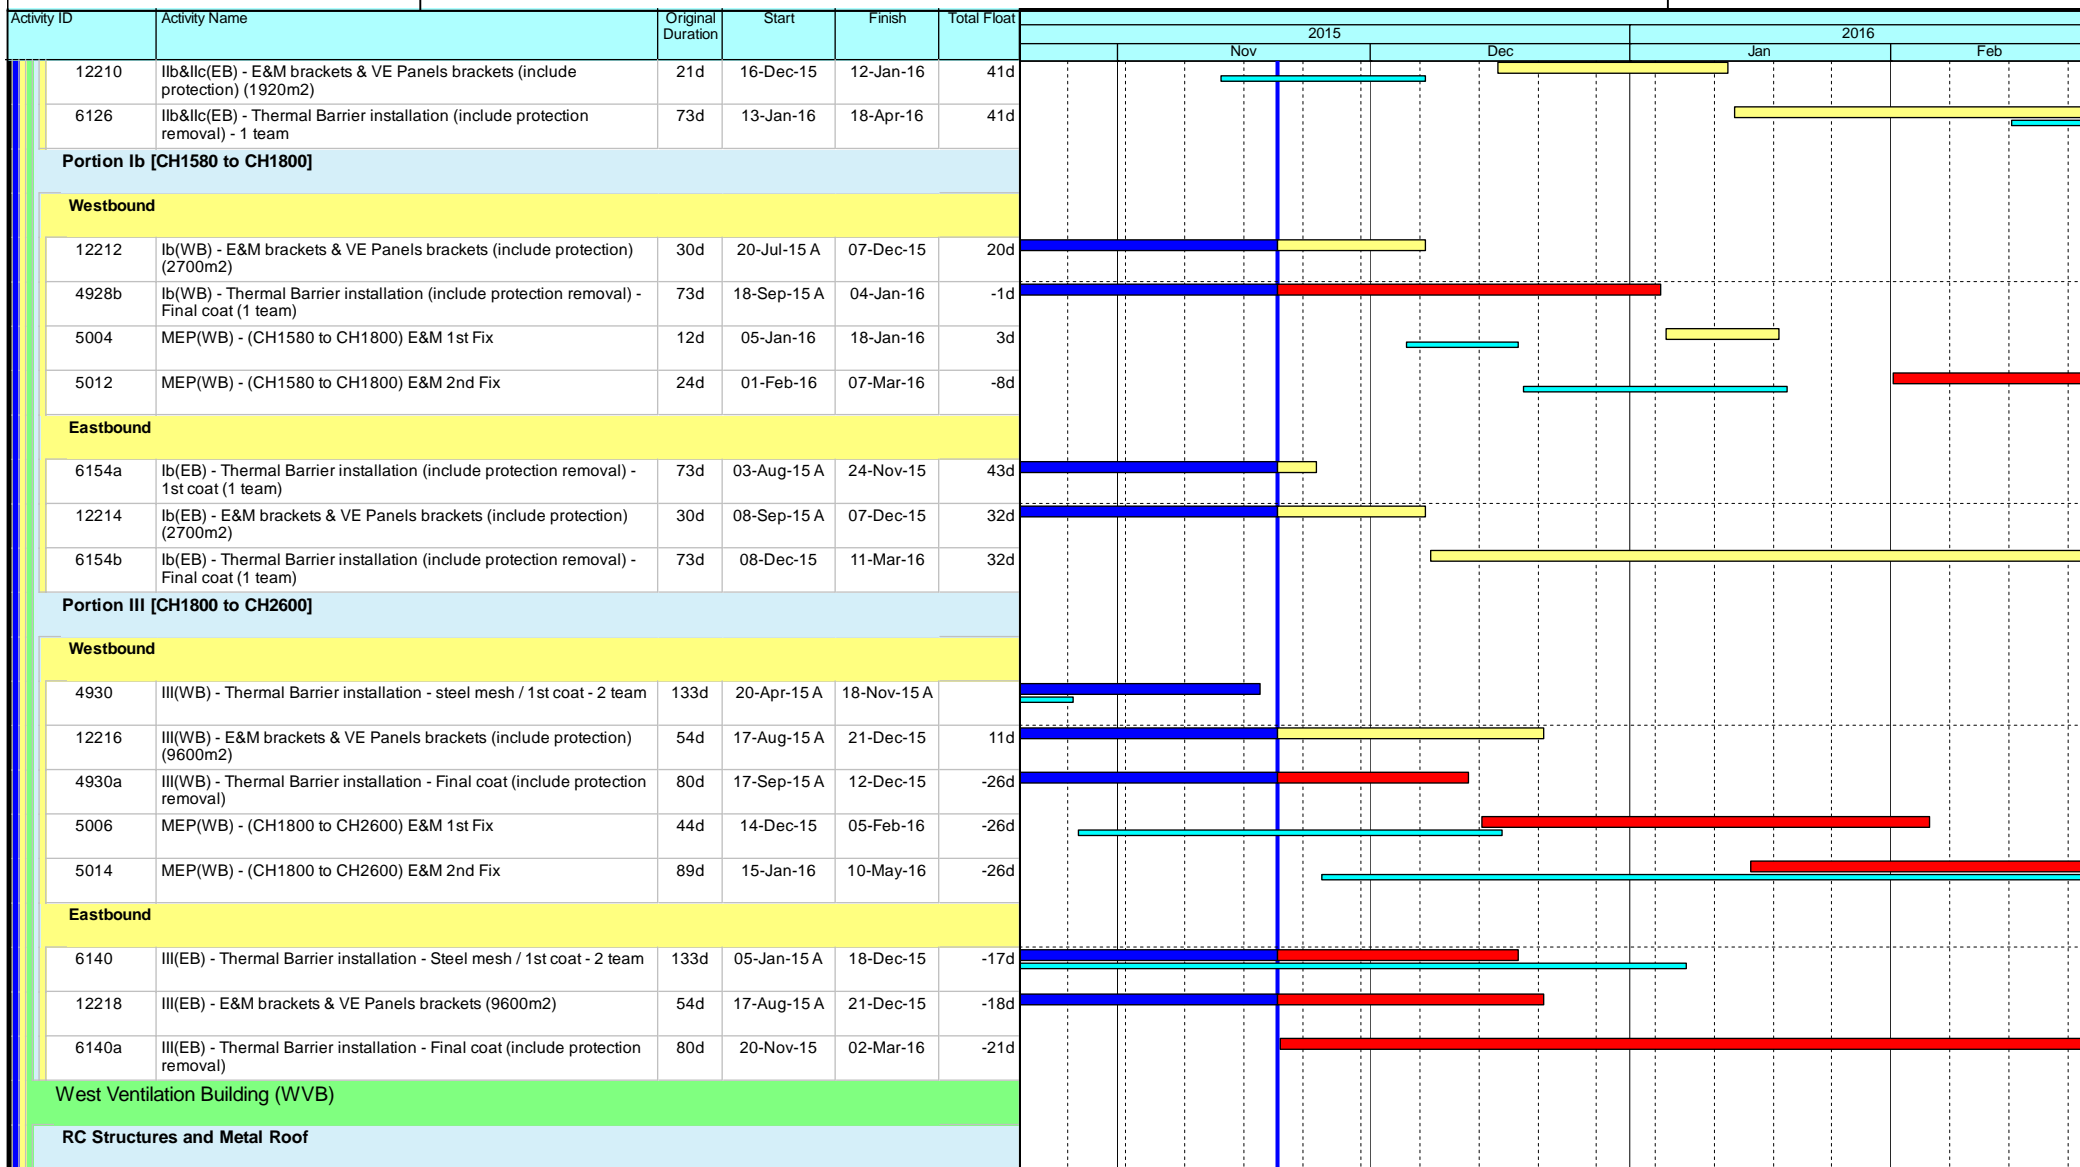 Activity ID Activity Name Original Duration Start Finish Total Float
2015 2016
Nov Dec Jan Feb
12210 IIb&IIc(EB) - E&M brackets & VE Panels brackets (include 21d 16-Dec-15 12-Jan-16 41d
protection) (1920m2)
6126 IIb&IIc(EB) - Thermal Barrier installation (include protection 73d 13-Jan-16 18-Apr-16 41d
removal) - 1 team
Portion Ib [CH1580 to CH1800]
Westbound
12212 Ib(WB) - E&M brackets & VE Panels brackets (include protection) 30d 20-Jul-15 A 07-Dec-15 20d
(2700m2)
4928b Ib(WB) - Thermal Barrier installation (include protection removal) - 73d 18-Sep-15 A 04-Jan-16 -1d
Final coat (1 team)
5004 MEP(WB) - (CH1580 to CH1800) E&M 1st Fix 12d 05-Jan-16 18-Jan-16 3d
5012 MEP(WB) - (CH1580 to CH1800) E&M 2nd Fix 24d 01-Feb-16 07-Mar-16 -8d
Eastbound
6154a Ib(EB) - Thermal Barrier installation (include protection removal) - 73d 03-Aug-15 A 24-Nov-15 43d
1st coat (1 team)
12214 Ib(EB) - E&M brackets & VE Panels brackets (include protection) 30d 08-Sep-15 A 07-Dec-15 32d
(2700m2)
6154b Ib(EB) - Thermal Barrier installation (include protection removal) - 73d 08-Dec-15 11-Mar-16 32d
Final coat (1 team)
Portion III [CH1800 to CH2600]
Westbound
4930 III(WB) - Thermal Barrier installation - steel mesh / 1st coat - 2 team 133d 20-Apr-15 A 18-Nov-15 A
12216 III(WB) - E&M brackets & VE Panels brackets (include protection) 54d 17-Aug-15 A 21-Dec-15 11d
(9600m2)
4930a III(WB) - Thermal Barrier installation - Final coat (include protection 80d 17-Sep-15 A 12-Dec-15 -26d
removal)
5006 MEP(WB) - (CH1800 to CH2600) E&M 1st Fix 44d 14-Dec-15 05-Feb-16 -26d
5014 MEP(WB) - (CH1800 to CH2600) E&M 2nd Fix 89d 15-Jan-16 10-May-16 -26d
Eastbound
6140 III(EB) - Thermal Barrier installation - Steel mesh / 1st coat - 2 team 133d 05-Jan-15 A 18-Dec-15 -17d
12218 III(EB) - E&M brackets & VE Panels brackets (9600m2) 54d 17-Aug-15 A 21-Dec-15 -18d
6140a III(EB) - Thermal Barrier installation - Final coat (include protection 80d 20-Nov-15 02-Mar-16 -21d
removal)
West Ventilation Building (WVB)
RC Structures and Metal Roof